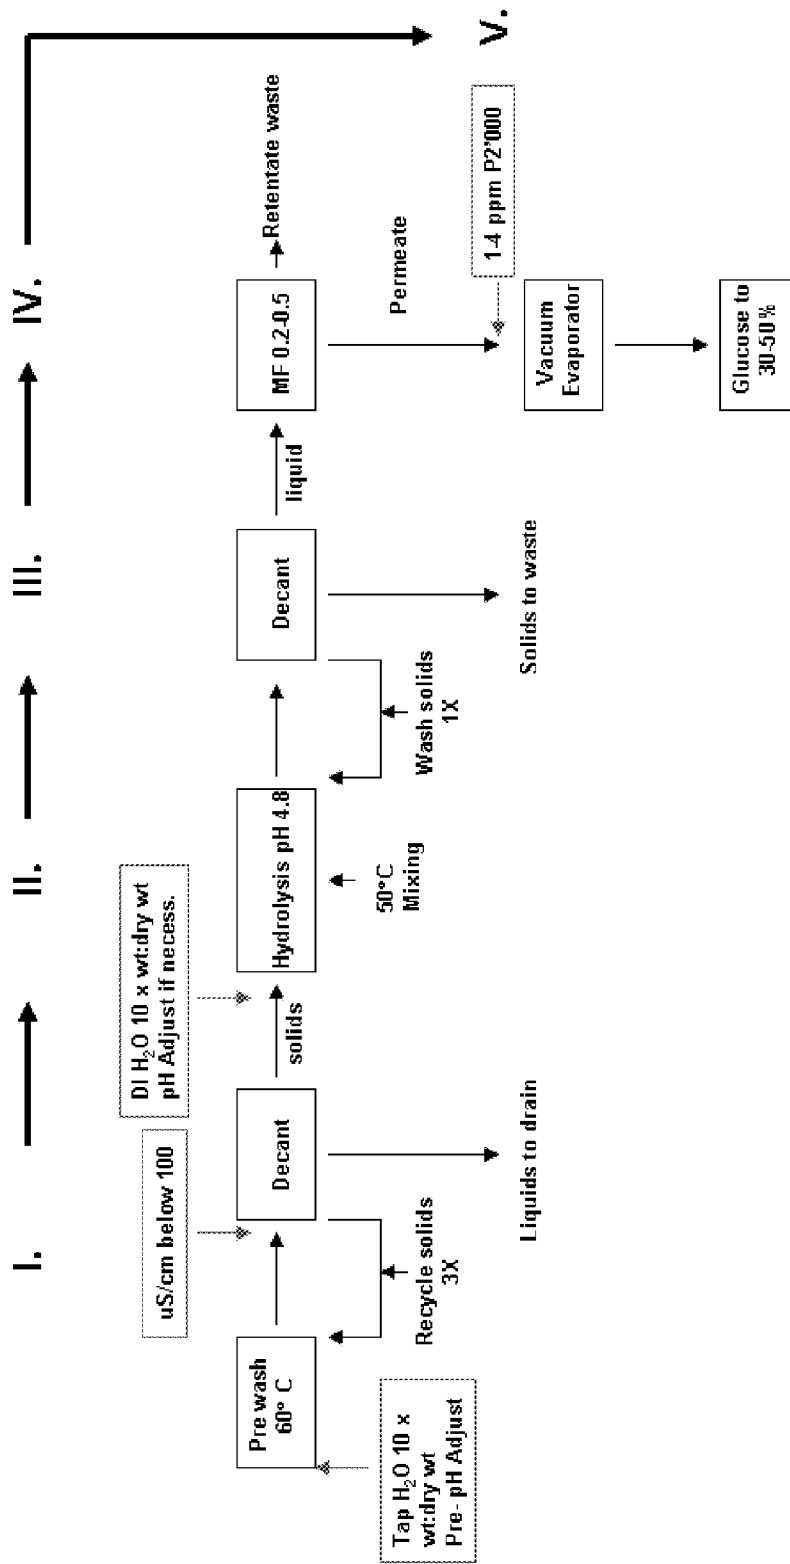 I.
II.
III.
IV.
V.
uS/cm below 100
DI H₂O 10 x wt:dry wt
pH Adjust if necess.
Pre wash
60° C
Decant
solids
Hydrolysis pH 4.8
Decant
liquid
MF 0.2-0.5
Retentate waste
Tap H₂O 10 x
wt:dry wt
Pre- pH Adjust
Recycle solids
3X
50°C
Mixing
Wash solids
1X
Permeate
1-4 ppm P2'000
Liquids to drain
Solids to waste
Vacuum
Evaporator
Glucose to
30-50%